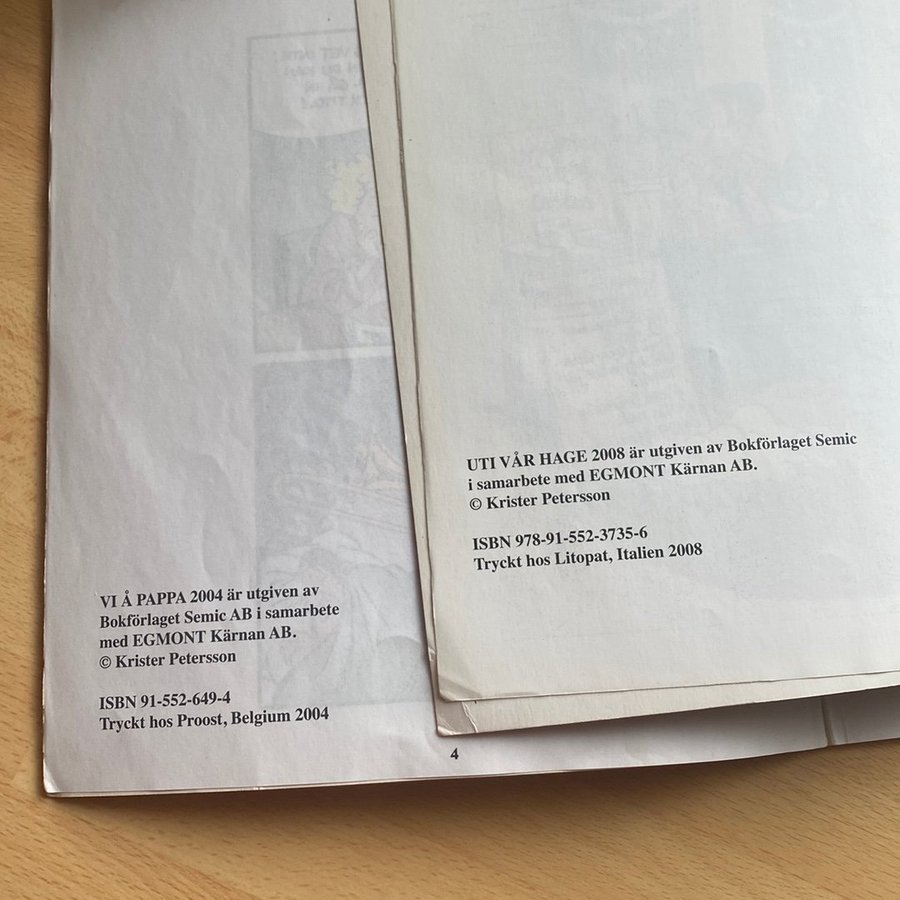 VI Å PAPPA 2004 är utgiven av
Bokförlaget Semic AB i samarbete
med EGMONT Kärnan AB.
© Krister Petersson
ISBN 91-552-649-4
Tryckt hos Proost, Belgium 2004
4
UTI VÅR HAGE 2008 är utgiven av Bokförlaget Semic
i samarbete med EGMONT Kärnan AB.
© Krister Petersson
ISBN 978-91-552-3735-6
Tryckt hos Litopat, Italien 2008